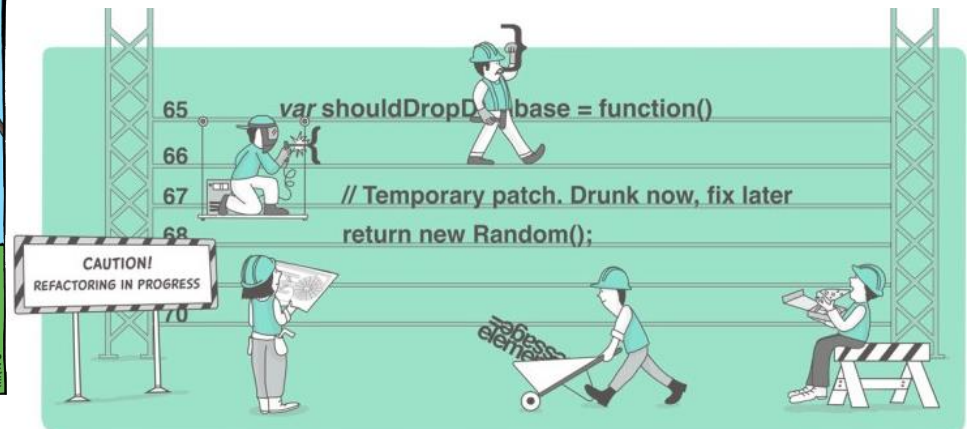 65 var shouldDropD base = function()
66 {
67 // Temporary patch. Drunk now, fix later
68 return new Random();
70
}
CAUTION!
REFACTORING IN PROGRESS